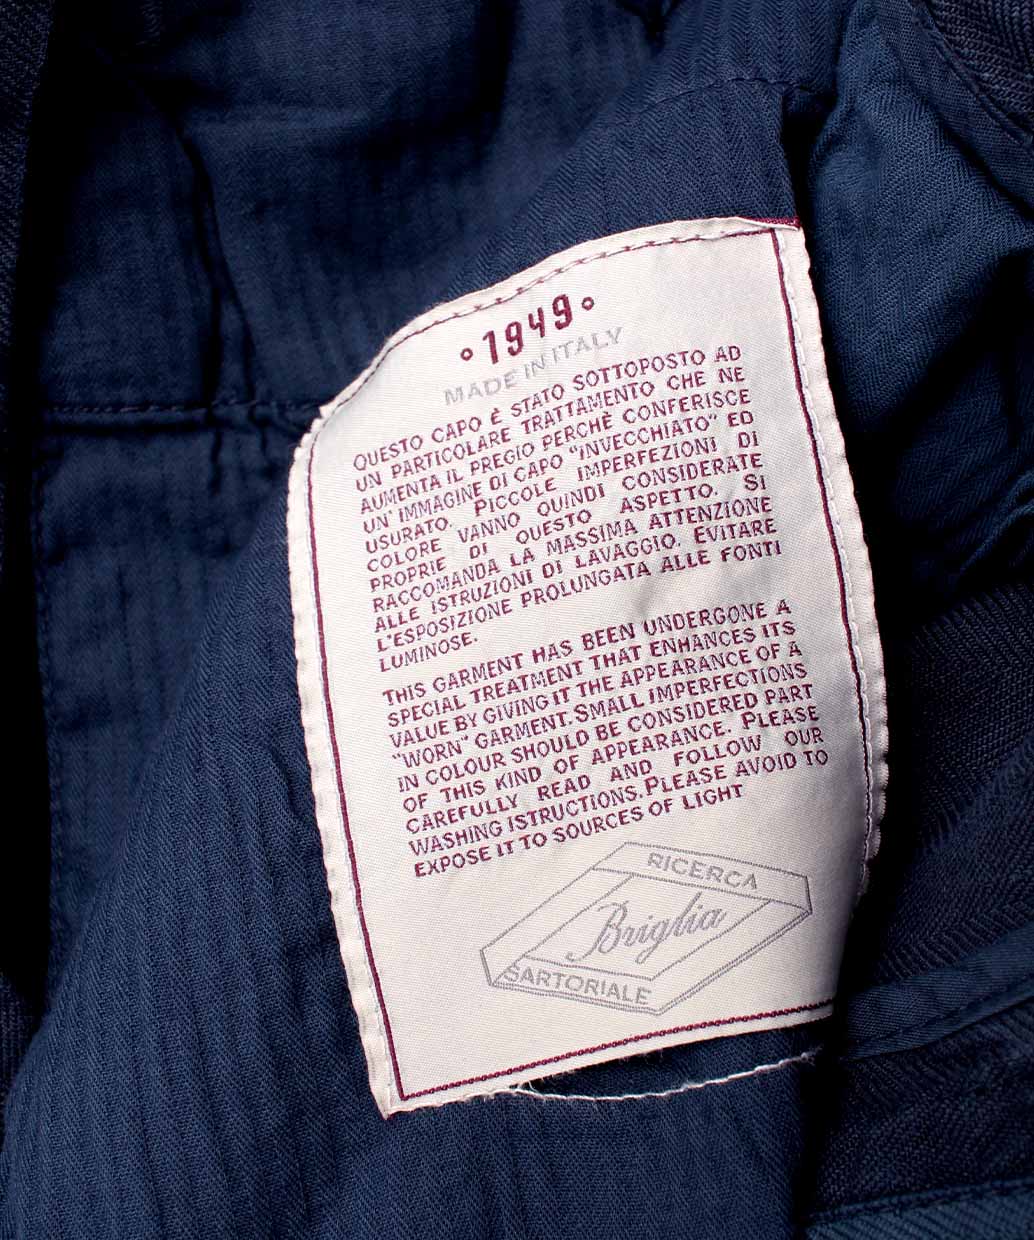 °1949°
MADE IN ITALY
QUESTO CAPO È STATO SOTTOPOSTO AD
UN PARTICOLARE TRATTAMENTO CHE NE
AUMENTA IL PREGIO PERCHÈ CONFERISCE
UN'IMMAGINE DI CAPO "INVECCHIATO" ED
USURATO. PICCOLE IMPERFEZIONI DI
COLORE VANNO QUINDI CONSIDERATE
PROPRIE DI QUESTO ASPETTO. SI
RACCOMANDA LA MASSIMA ATTENZIONE
ALLE ISTRUZIONI DI LAVAGGIO. EVITARE
L'ESPOSIZIONE PROLUNGATA ALLE FONTI
LUMINOSE.
THIS GARMENT HAS BEEN UNDERGONE A
SPECIAL TREATMENT THAT ENHANCES ITS
VALUE BY GIVING IT THE APPEARANCE OF A
"WORN" GARMENT. SMALL IMPERFECTIONS
IN COLOUR SHOULD BE CONSIDERED PART
OF THIS KIND OF APPEARANCE. PLEASE
CAREFULLY READ AND FOLLOW OUR
WASHING ISTRUCTIONS. PLEASE AVOID TO
EXPOSE IT TO SOURCES OF LIGHT
RICERCA
Briglia
SARTORIALE